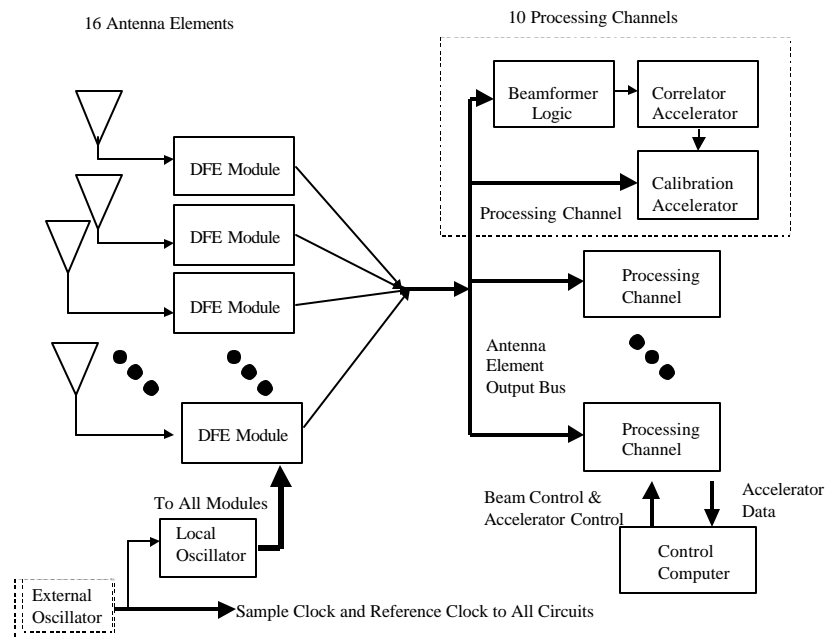 16 Antenna Elements
10 Processing Channels
Beamformer
Logic
Correlator
Accelerator
DFE Module
Calibration
Accelerator
Processing Channel
DFE Module
DFE Module
Processing
Channel
Antenna
Element
Output Bus
DFE Module
Processing
Channel
To All Modules
Beam Control &
Accelerator Control
Accelerator
Data
Local
Oscillator
Control
Computer
External
Oscillator
Sample Clock and Reference Clock to All Circuits